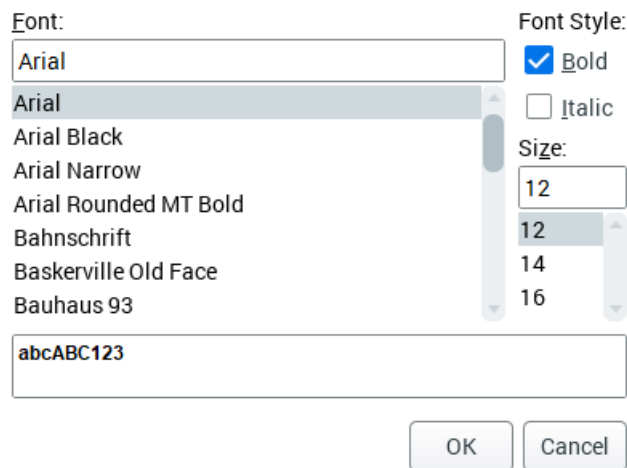 Font:
Arial
Arial
Arial Black
Arial Narrow
Arial Rounded MT Bold
Bahnschrift
Baskerville Old Face
Bauhaus 93
Font Style:
Bold
Italic
Size:
12
12
14
16
abcABC123
OK
Cancel